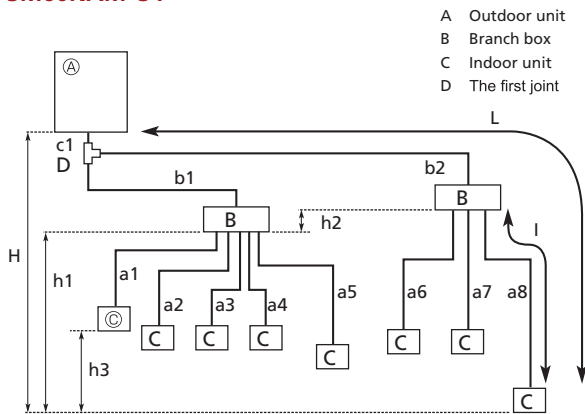 A Outdoor unit
B Branch box
C Indoor unit
D The first joint
A
L
c1
D
b2
b1
B
B
h2
H
h1
l
a1
a2
a3
a4
a5
a6
a7
a8
C
C
C
C
C
C
C
h3
C